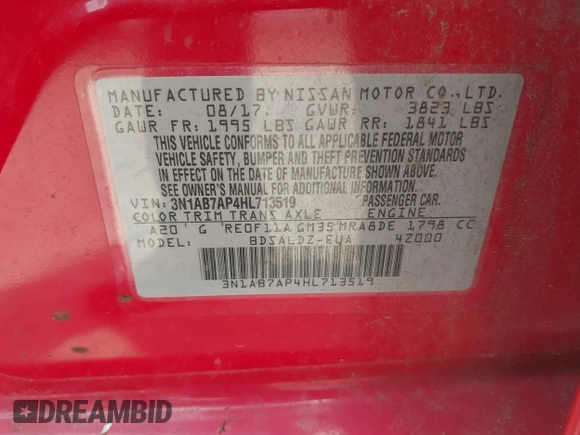 MANUFACTURED BY NISSAN MOTOR CO., LTD.
DATE: 08/17. GVWR: 3823 LBS
GAWR FR: 1995 LBS GAWR RR: 1841 LBS
THIS VEHICLE CONFORMS TO ALL APPLICABLE FEDERAL MOTOR
VEHICLE SAFETY, BUMPER AND THEFT PREVENTION STANDARDS
IN EFFECT ON THE DATE OF MANUFACTURE SHOWN ABOVE.
SEE OWNER'S MANUAL FOR ADDITIONAL INFORMATION.
VIN: 3N1AB7AP4HL713519 PASSENGER CAR.
COLOR TRIM TRANS AXLE ENGINE
A20 G RE0F11A GM35 MRA8DE 1798 CC
MODEL: BDSALDZ-EUA 4Z000
3N1AB7AP4HL713519
DREAMBID